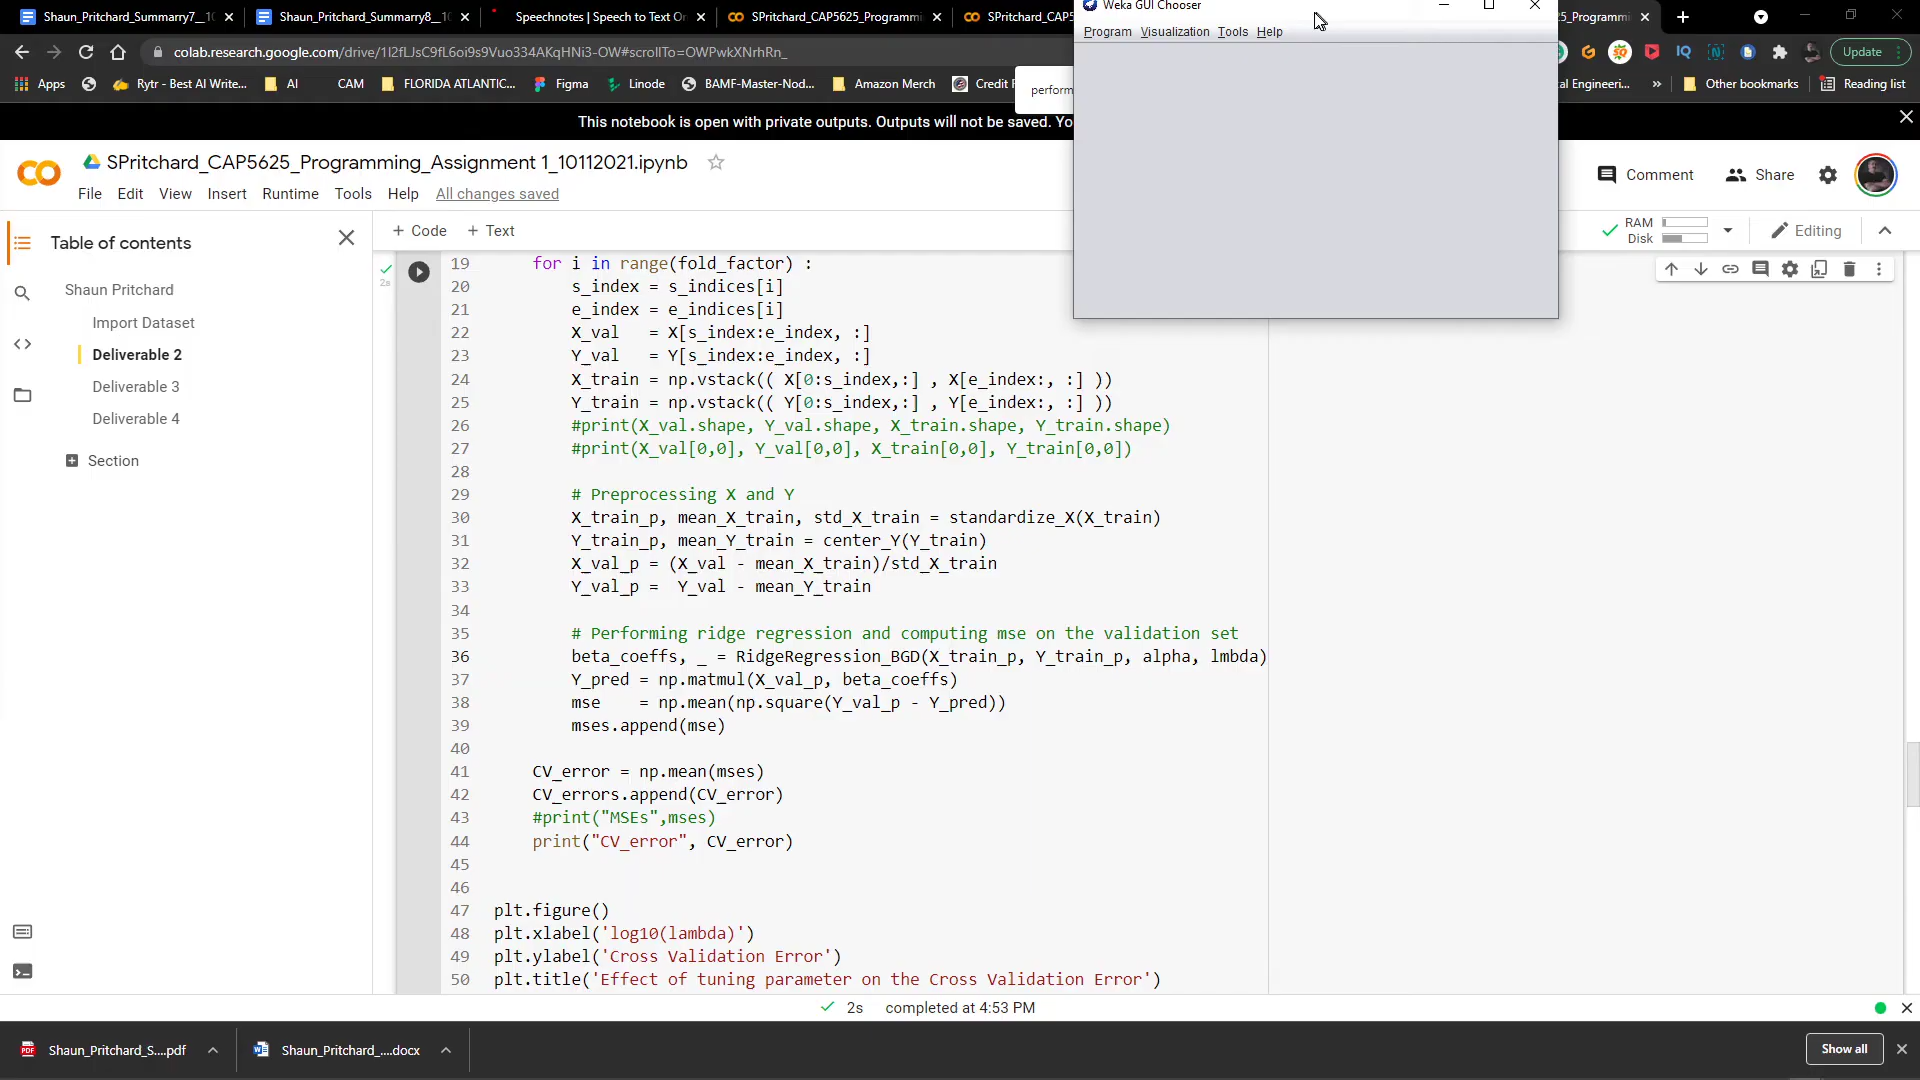 Shaun_Pritchard_Summarry7__1(
Shaun_Pritchard_Summarry8__1(
Speechnotes | Speech to Text On
SPritchard_CAP5625_Programmi
SPritchard_CAP5
5_Programmi
Weka GUI Chooser
Program Visualization Tools Help
Update
Apps
Rytr - Best AI Write...
AI
CAM
FLORIDA ATLANTIC...
Figma
Linode
BAMF-Master-Nod...
Amazon Merch
Credit
perform
al Engineeri...
»
Other bookmarks
Reading list
This notebook is open with private outputs. Outputs will not be saved. Yo
SPritchard_CAP5625_Programming_Assignment 1_10112021.ipynb
Comment
Share
File Edit View Insert Runtime Tools Help All changes saved
+ Code + Text
RAM
Disk
Editing
Table of contents
Shaun Pritchard
Import Dataset
Deliverable 2
Deliverable 3
Deliverable 4
Section
2s
19 for i in range(fold_factor) :
20 s_index = s_indices[i]
21 e_index = e_indices[i]
22 X_val = X[s_index:e_index, :]
23 Y_val = Y[s_index:e_index, :]
24 X_train = np.vstack(( X[0:s_index,:] , X[e_index:, :] ))
25 Y_train = np.vstack(( Y[0:s_index,:] , Y[e_index:, :] ))
26 #print(X_val.shape, Y_val.shape, X_train.shape, Y_train.shape)
27 #print(X_val[0,0], Y_val[0,0], X_train[0,0], Y_train[0,0])
28
29 # Preprocessing X and Y
30 X_train_p, mean_X_train, std_X_train = standardize_X(X_train)
31 Y_train_p, mean_Y_train = center_Y(Y_train)
32 X_val_p = (X_val - mean_X_train)/std_X_train
33 Y_val_p = Y_val - mean_Y_train
34
35 # Performing ridge regression and computing mse on the validation set
36 beta_coeffs, _ = RidgeRegression_BGD(X_train_p, Y_train_p, alpha, lmbda)
37 Y_pred = np.matmul(X_val_p, beta_coeffs)
38 mse = np.mean(np.square(Y_val_p - Y_pred))
39 mses.append(mse)
40
41 CV_error = np.mean(mses)
42 CV_errors.append(CV_error)
43 #print("MSEs",mses)
44 print("CV_error", CV_error)
45
46
47 plt.figure()
48 plt.xlabel('log10(lambda)')
49 plt.ylabel('Cross Validation Error')
50 plt.title('Effect of tuning parameter on the Cross Validation Error')
2s completed at 4:53 PM
Shaun_Pritchard_S....pdf
Shaun_Pritchard_....docx
Show all